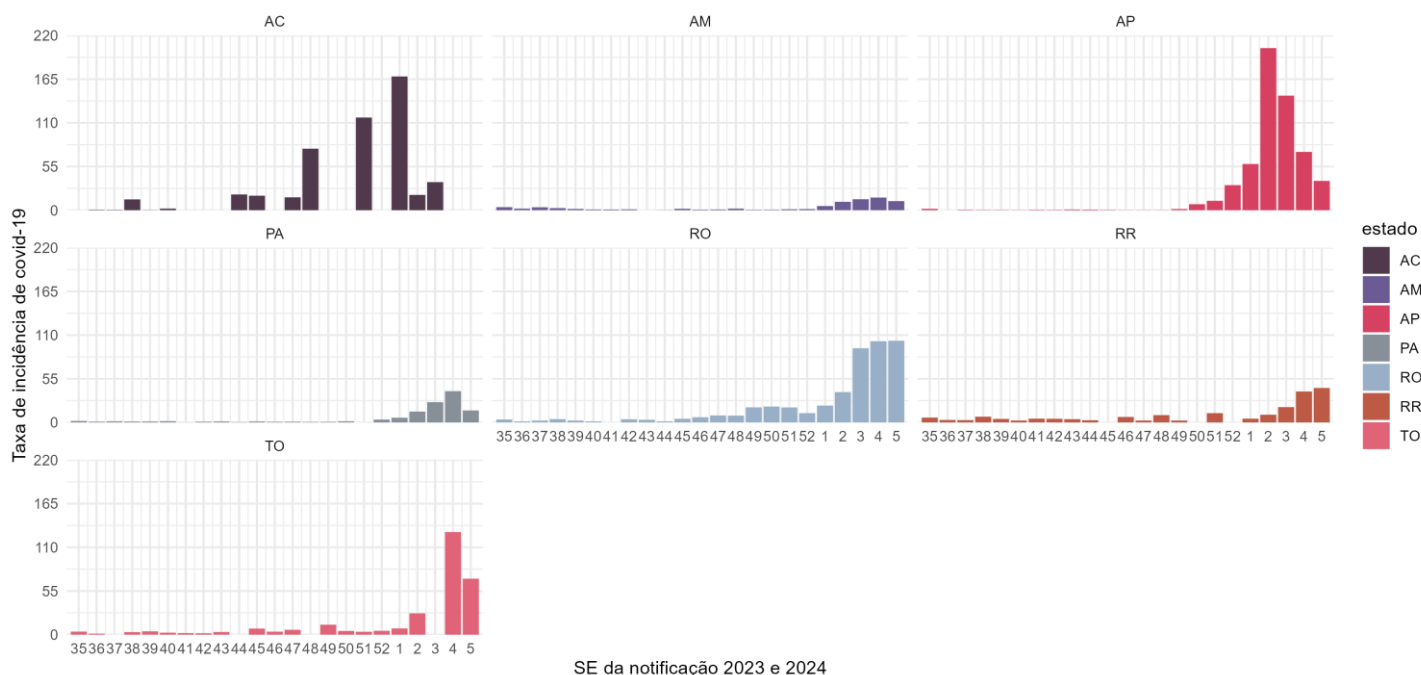 AC AM AP
220
165
110
55
0
PA RO RR
220
165
110
55
0
35 36 37 38 39 40 41 42 43 44 45 46 47 48 49 50 51 52 1 2 3 4 5
35 36 37 38 39 40 41 42 43 44 45 46 47 48 49 50 51 52 1 2 3 4 5
TO
220
165
110
55
0
35 36 37 38 39 40 41 42 43 44 45 46 47 48 49 50 51 52 1 2 3 4 5
Taxa de incidência de covid-19
SE da notificação 2023 e 2024
estado
AC
AM
AP
PA
RO
RR
TO